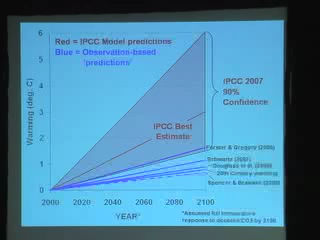 Red = IPCC Model predictions
Blue = Observation-based
'predictions'
IPCC 2007
90%
Confidence
IPCC Best
Estimate
Forster & Gregory (2006)
Schwartz (2007)
20th Century warming
Spencer & Braswell (2008)
Warming (deg. C)
6
5
4
3
2
1
0
2000
2020
2040
2060
2080
2100
YEAR*
*Assumes full temperature
response to doubled CO2 by 2100